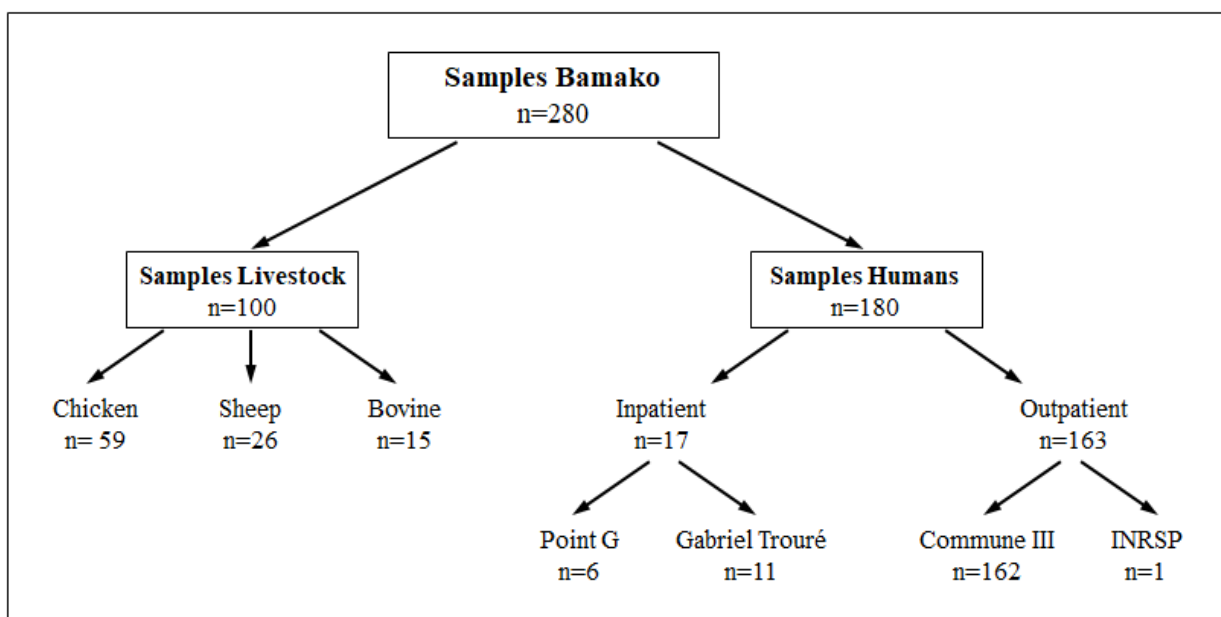 Samples Bamako
n=280
Samples Livestock
n=100
Samples Humans
n=180
Chicken
n= 59
Sheep
n=26
Bovine
n=15
Inpatient
n=17
Outpatient
n=163
Point G
n=6
Gabriel Trouré
n=11
Commune III
n=162
INRSP
n=1